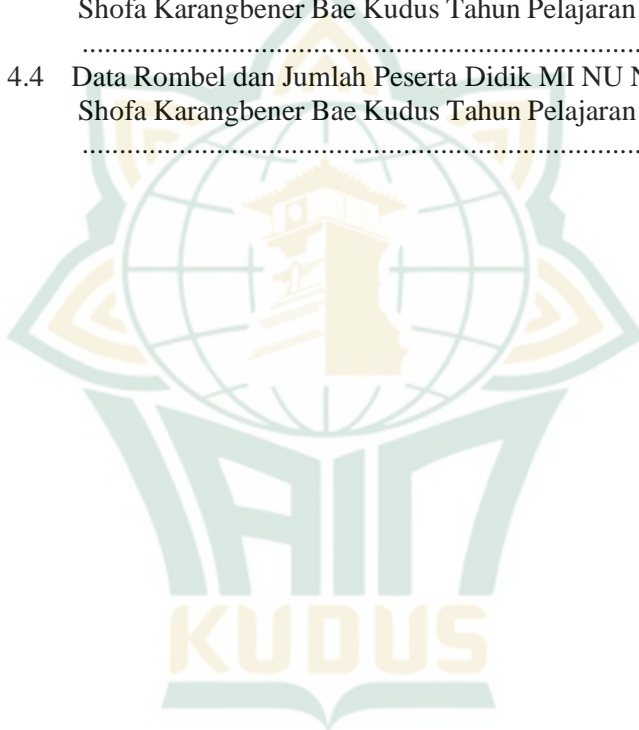 Shofa Karangbener Bae Kudus Tahun Pelajaran
................................................................................
4.4 Data Rombel dan Jumlah Peserta Didik MI NU
Shofa Karangbener Bae Kudus Tahun Pelajaran
................................................................................
IAIN
KUDUS